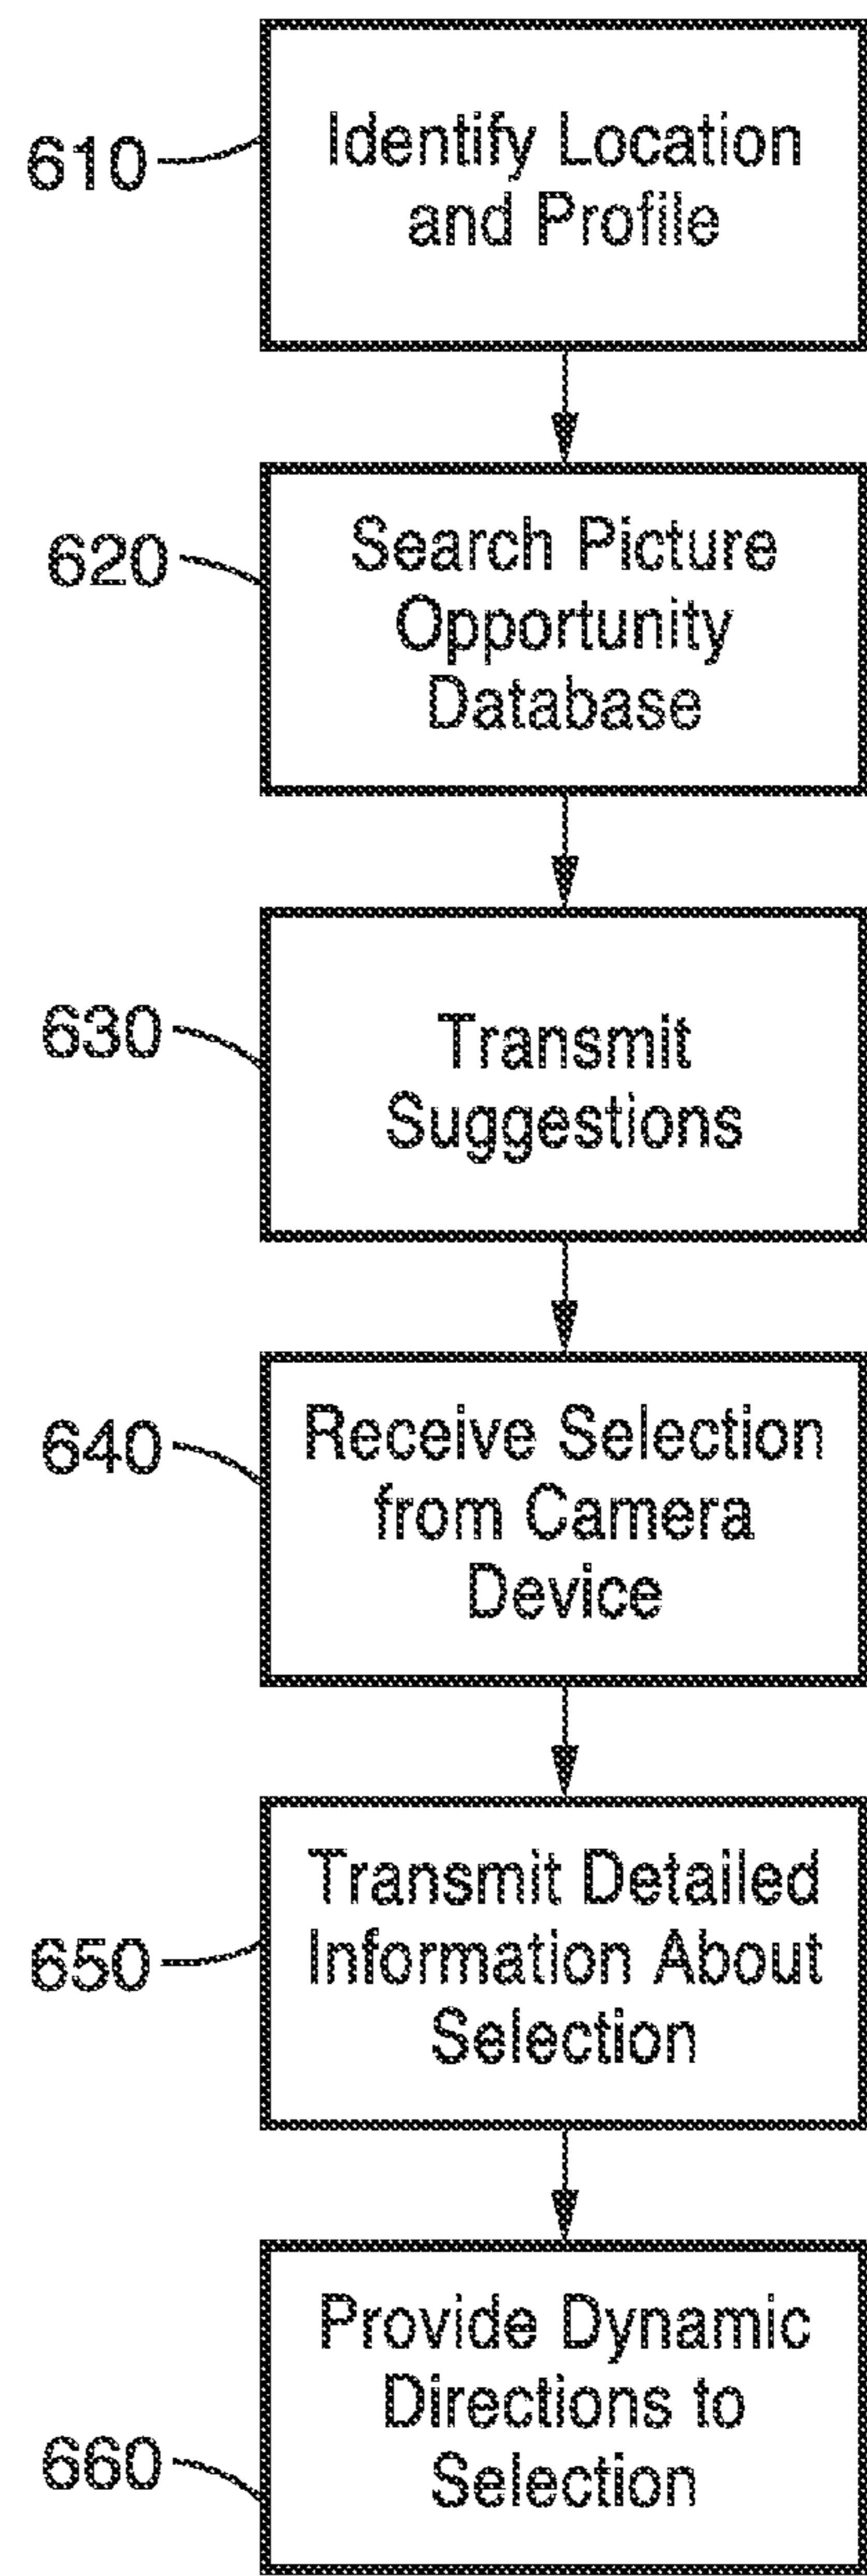 610
Identify Location
and Profile
620
Search Picture
Opportunity
Database
630
Transmit
Suggestions
640
Receive Selection
from Camera
Device
650
Transmit Detailed
Information About
Selection
660
Provide Dynamic
Directions to
Selection